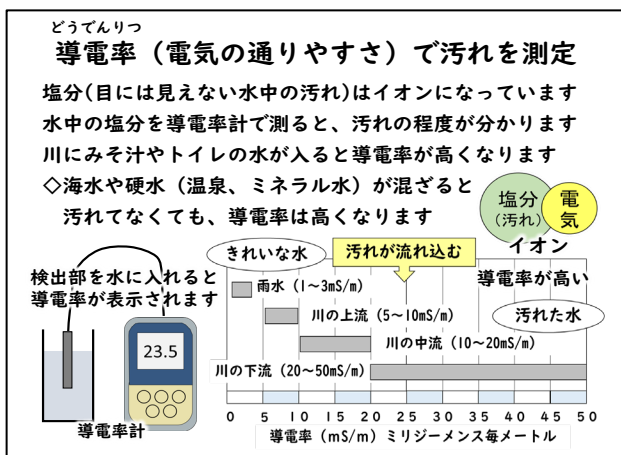 どうでんりつ
導電率（電気の通りやすさ）で汚れを測定
塩分(目には見えない水中の汚れ)はイオンになっています
水中の塩分を導電率計で測ると、汚れの程度が分かります
川にみそ汁やトイレの水が入ると導電率が高くなります
◇海水や硬水（温泉、ミネラル水）が混ざると
汚れてなくても、導電率は高くなります
塩分
（汚れ）
電気
イオン
検出部を水に入れると
導電率が表示されます
23.5
導電率計
きれいな水
汚れが流れ込む
導電率が高い
雨水（1～3mS/m）
汚れた水
川の上流（5～10mS/m）
川の中流（10～20mS/m）
川の下流（20～50mS/m）
0 5 10 15 20 25 30 35 40 45 50
導電率（mS/m）ミリジーメンス毎メートル